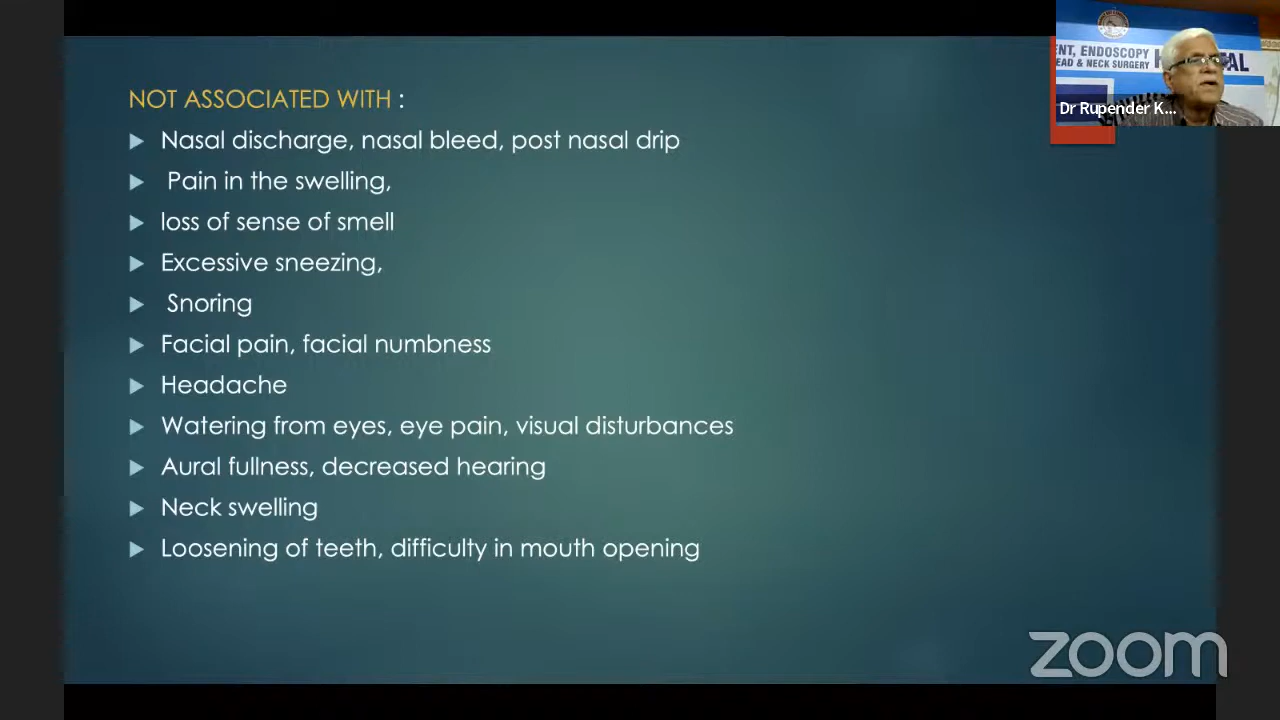 NOT ASSOCIATED WITH :
Nasal discharge, nasal bleed, post nasal drip
Pain in the swelling,
loss of sense of smell
Excessive sneezing,
Snoring
Facial pain, facial numbness
Headache
Watering from eyes, eye pain, visual disturbances
Aural fullness, decreased hearing
Neck swelling
Loosening of teeth, difficulty in mouth opening
ENT, ENDOSCOPY
EAD & NECK SURGERY
H TAL
Dr Rupender K...
zoom